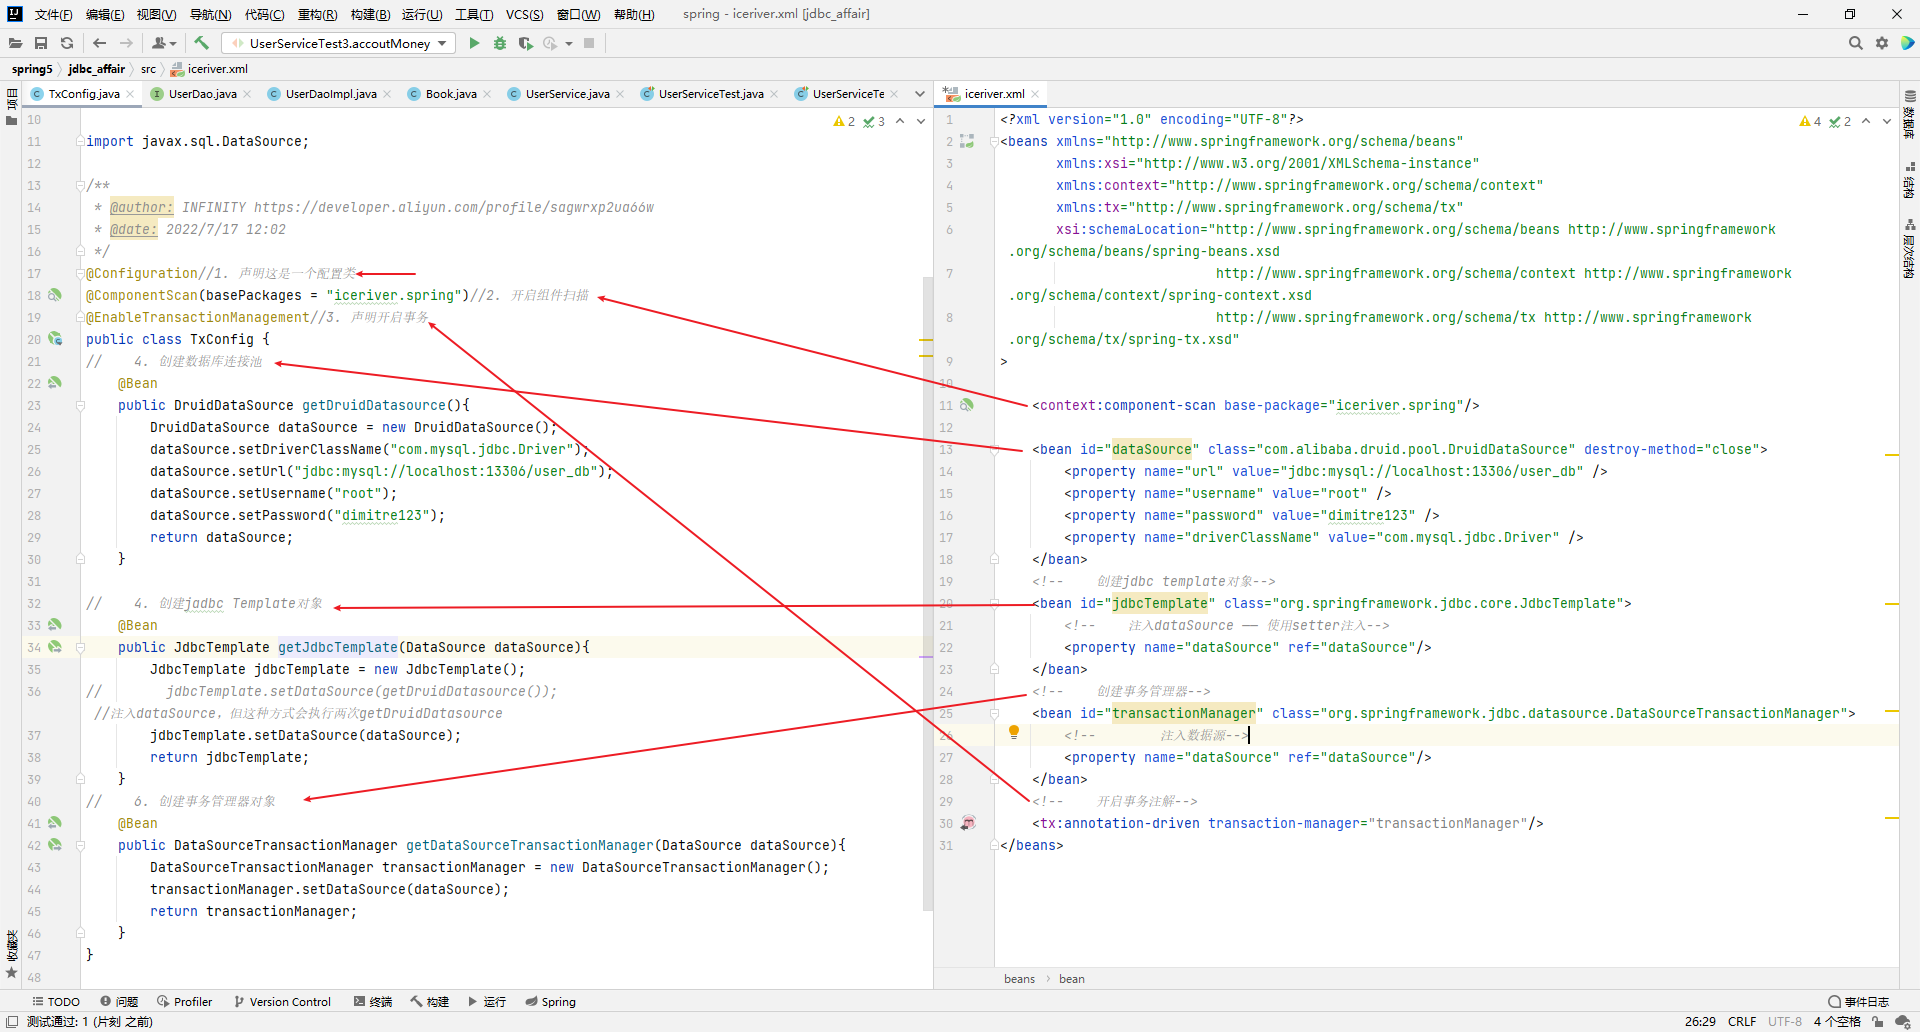 文件(F) 编辑(E) 视图(V) 导航(N) 代码(C) 重构(R) 构建(B) 运行(U) 工具(T) VCS(S) 窗口(W) 帮助(H) spring - iceriver.xml [jdbc_affair]
UserServiceTest3.accoutMoney
spring5 jdbc_affair src iceriver.xml
TxConfig.java UserDao.java UserDaoImpl.java Book.java UserService.java UserServiceTest.java UserServiceTe
项目
2 3
10
11 import javax.sql.DataSource;
12
13 /**
14 * @author: INFINITY https://developer.aliyun.com/profile/sagwrxp2ua66w
15 * @date: 2022/7/17 12:02
16 */
17 @Configuration//1. 声明这是一个配置类
18 @ComponentScan(basePackages = "iceriver.spring")//2. 开启组件扫描
19 @EnableTransactionManagement//3. 声明开启事务
20 public class TxConfig {
21 // 4. 创建数据库连接池
22 @Bean
23 public DruidDataSource getDruidDatasource(){
24 DruidDataSource dataSource = new DruidDataSource();
25 dataSource.setDriverClassName("com.mysql.jdbc.Driver");
26 dataSource.setUrl("jdbc:mysql://localhost:13306/user_db");
27 dataSource.setUsername("root");
28 dataSource.setPassword("dimitre123");
29 return dataSource;
30 }
31
32 // 4. 创建jadbc Template对象
33 @Bean
34 public JdbcTemplate getJdbcTemplate(DataSource dataSource){
35 JdbcTemplate jdbcTemplate = new JdbcTemplate();
36 // jdbcTemplate.setDataSource(getDruidDatasource());
//注入dataSource，但这种方式会执行两次getDruidDatasource
37 jdbcTemplate.setDataSource(dataSource);
38 return jdbcTemplate;
39 }
40 // 6. 创建事务管理器对象
41 @Bean
42 public DataSourceTransactionManager getDataSourceTransactionManager(DataSource dataSource){
43 DataSourceTransactionManager transactionManager = new DataSourceTransactionManager();
44 transactionManager.setDataSource(dataSource);
45 return transactionManager;
46 }
47 }
48
收藏夹
iceriver.xml
4 2
1 <?xml version="1.0" encoding="UTF-8"?>
2 <beans xmlns="http://www.springframework.org/schema/beans"
3 xmlns:xsi="http://www.w3.org/2001/XMLSchema-instance"
4 xmlns:context="http://www.springframework.org/schema/context"
5 xmlns:tx="http://www.springframework.org/schema/tx"
6 xsi:schemaLocation="http://www.springframework.org/schema/beans http://www.springframework
.org/schema/beans/spring-beans.xsd
7 http://www.springframework.org/schema/context http://www.springframework
.org/schema/context/spring-context.xsd
8 http://www.springframework.org/schema/tx http://www.springframework
.org/schema/tx/spring-tx.xsd"
9 >
10
11 <context:component-scan base-package="iceriver.spring"/>
12
13 <bean id="dataSource" class="com.alibaba.druid.pool.DruidDataSource" destroy-method="close">
14 <property name="url" value="jdbc:mysql://localhost:13306/user_db" />
15 <property name="username" value="root" />
16 <property name="password" value="dimitre123" />
17 <property name="driverClassName" value="com.mysql.jdbc.Driver" />
18 </bean>
19 <!-- 创建jdbc template对象-->
20 <bean id="jdbcTemplate" class="org.springframework.jdbc.core.JdbcTemplate">
21 <!-- 注入dataSource —— 使用setter注入-->
22 <property name="dataSource" ref="dataSource"/>
23 </bean>
24 <!-- 创建事务管理器-->
25 <bean id="transactionManager" class="org.springframework.jdbc.datasource.DataSourceTransactionManager">
26 <!-- 注入数据源-->
27 <property name="dataSource" ref="dataSource"/>
28 </bean>
29 <!-- 开启事务注解-->
30 <tx:annotation-driven transaction-manager="transactionManager"/>
31 </beans>
beans bean
数据库
结构
层次结构
TODO 问题 Profiler Version Control 终端 构建 运行 Spring 事件日志
测试通过: 1 (片刻 之前) 26:29 CRLF UTF-8 4 个空格